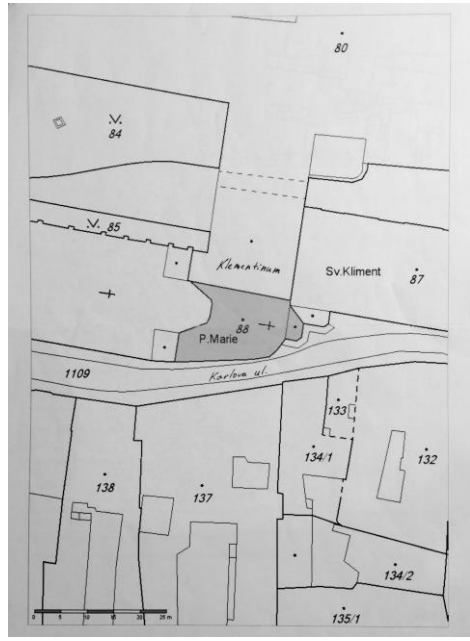 80
84
85
Klementinum
Sv.Kliment
87
88
P.Marie
1109
Karlova ul.
133
134/1
132
138
137
134/2
135/1
0 5 10 15 20 25 m